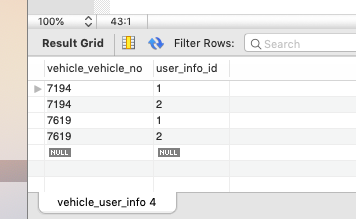 100% 43:1
Result Grid Filter Rows: Search
vehicle_vehicle_no user_info_id
7194 1
7194 2
7619 1
7619 2
NULL NULL
vehicle_user_info 4